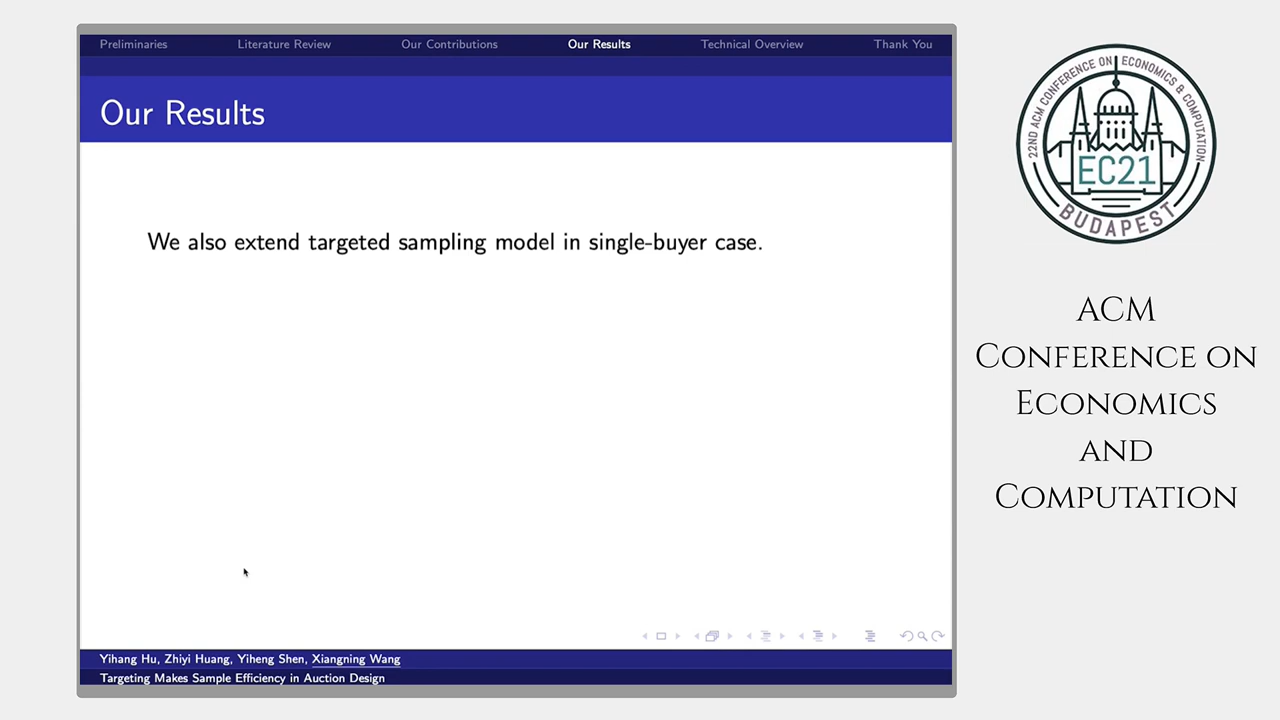 Preliminaries Literature Review Our Contributions Our Results Technical Overview Thank You
Our Results
We also extend targeted sampling model in single-buyer case.
Yihang Hu, Zhiyi Huang, Yiheng Shen, Xiangning Wang
Targeting Makes Sample Efficiency in Auction Design
22ND ACM CONFERENCE ON ECONOMICS & COMPUTATION
EC21
BUDAPEST
ACM
Conference on
Economics
and
Computation